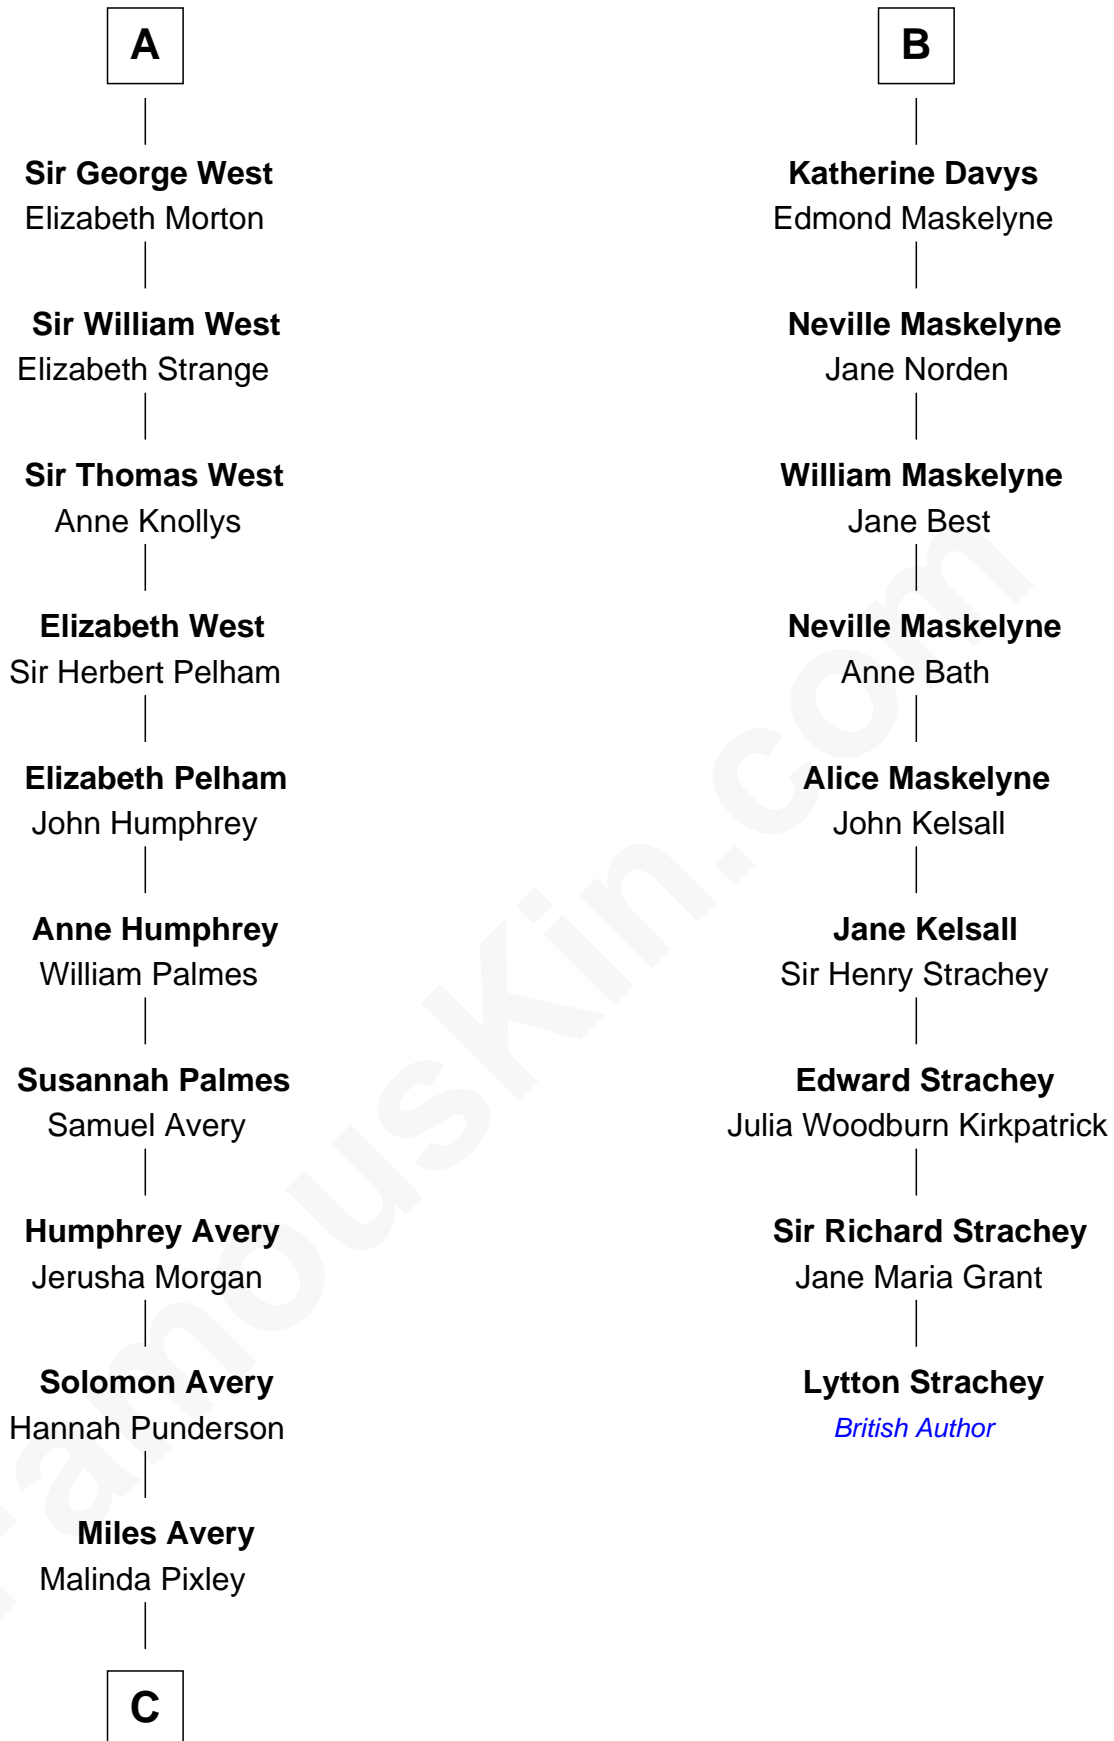 A
Sir George West
Elizabeth Morton
Sir William West
Elizabeth Strange
Sir Thomas West
Anne Knollys
Elizabeth West
Sir Herbert Pelham
Elizabeth Pelham
John Humphrey
Anne Humphrey
William Palmes
Susannah Palmes
Samuel Avery
Humphrey Avery
Jerusha Morgan
Solomon Avery
Hannah Punderson
Miles Avery
Malinda Pixley
C
B
Katherine Davys
Edmond Maskelyne
Neville Maskelyne
Jane Norden
William Maskelyne
Jane Best
Neville Maskelyne
Anne Bath
Alice Maskelyne
John Kelsall
Jane Kelsall
Sir Henry Strachey
Edward Strachey
Julia Woodburn Kirkpatrick
Sir Richard Strachey
Jane Maria Grant
Lytton Strachey
British Author
FamousKin.com